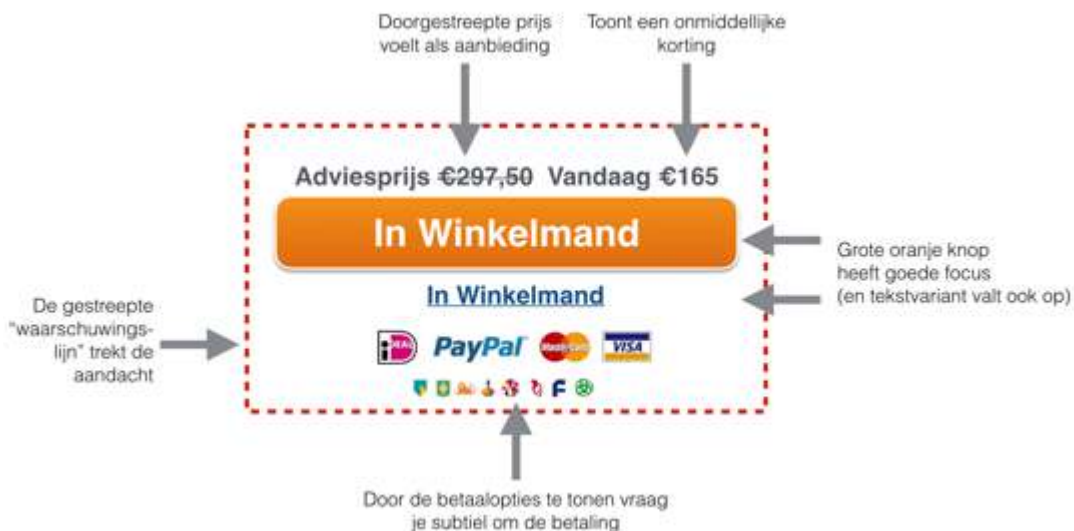 Doorgestreepte prijs
voelt als aanbieding
Toont een onmiddellijke
korting
Adviesprijs €297,50 Vandaag €165
In Winkelmand
In Winkelmand
Grote oranje knop
heeft goede focus
(en tekstvariant valt ook op)
De gestreepte
"waarschuwings-
lijn" trekt de
aandacht
iDEAL PayPal MasterCard VISA
F
Door de betaalopties te tonen vraag
je subtiel om de betaling